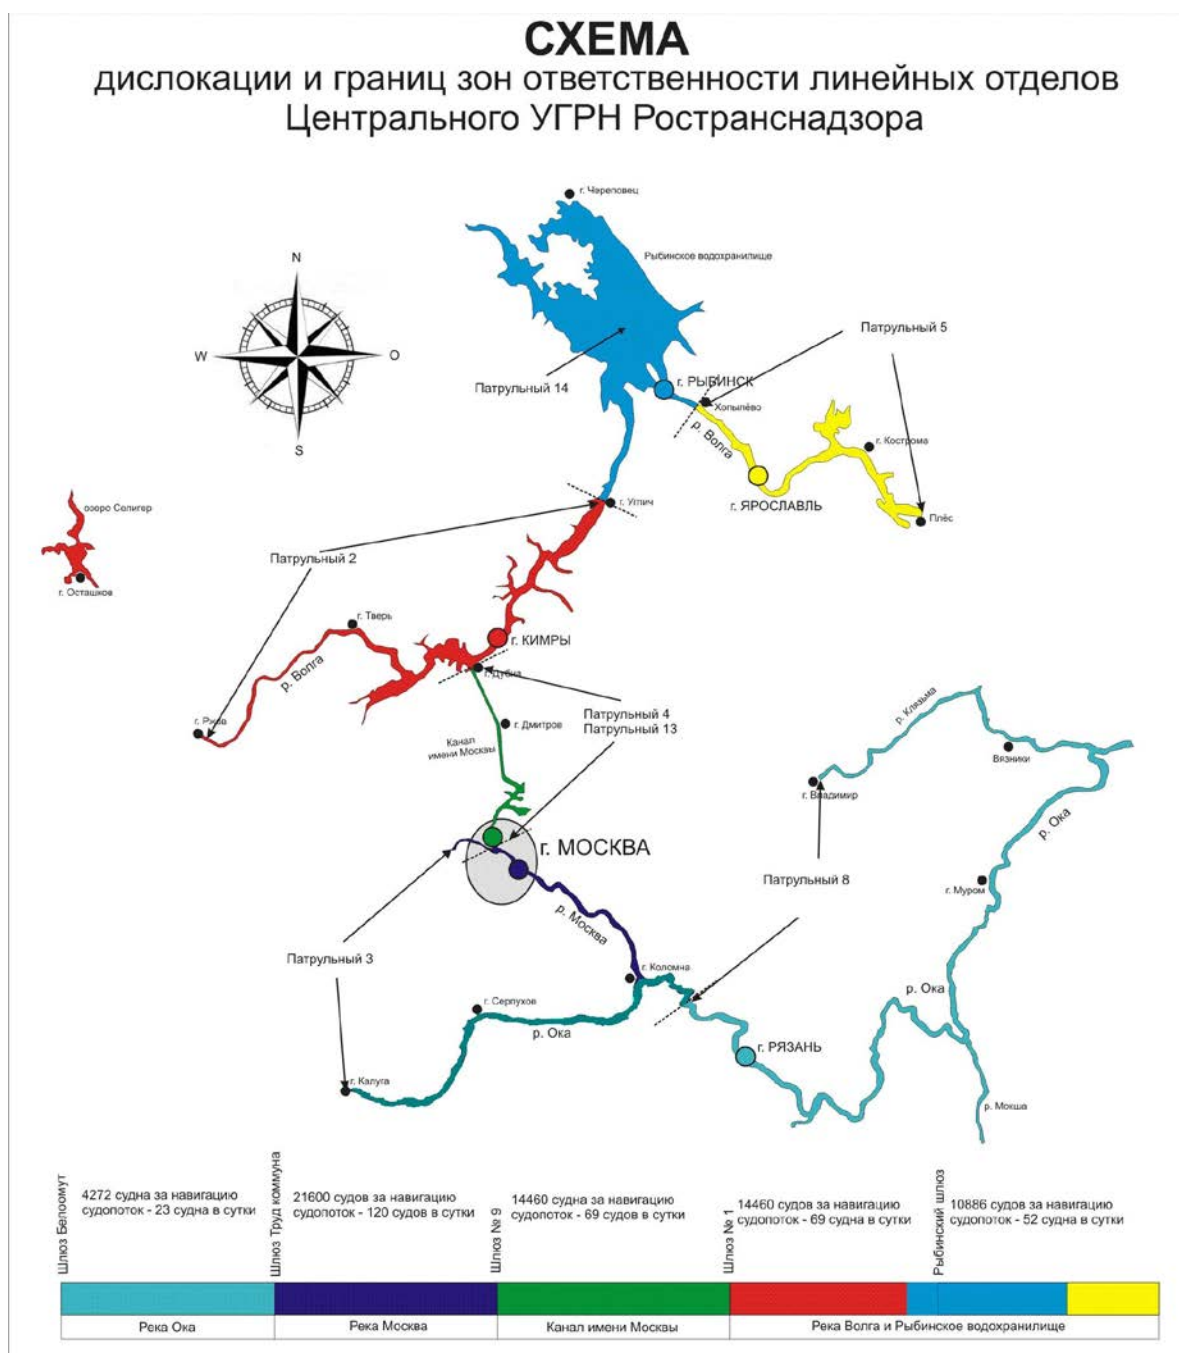 СХЕМА
дислокации и границ зон ответственности линейных отделов
Центрального УГРН Ространснадзора
г. Череповец
Рыбинское водохранилище
N
W
O
S
Патрульный 5
Патрульный 14
г. РЫБИНСК
Хопылёво
р. Волга
г. Кострома
г. Углич
г. ЯРОСЛАВЛЬ
Плёс
озеро Селигер
Патрульный 2
г. Осташков
г. Тверь
г. КИМРЫ
р. Волга
г. Дубна
г. Ржев
Патрульный 4
Патрульный 13
г. Дмитров
Канал
имени Москвы
р. Клязьма
Вязники
г. Владимир
р. Ока
г. МОСКВА
Патрульный 8
г. Муром
р. Москва
Патрульный 3
г. Коломна
г. Серпухов
р. Ока
р. Ока
г. РЯЗАНЬ
г. Калуга
р. Мокша
Шлюз Белоомут
4272 судна за навигацию
судопоток - 23 судна в сутки
Шлюз Труд коммуна
21600 судов за навигацию
судопоток - 120 судов в сутки
Шлюз № 9
14460 судна за навигацию
судопоток - 69 судов в сутки
Шлюз № 1
14460 судов за навигацию
судопоток - 69 судна в сутки
Рыбинский шлюз
10886 судов за навигацию
судопоток - 52 судна в сутки
Река Ока
Река Москва
Канал имени Москвы
Река Волга и Рыбинское водохранилище